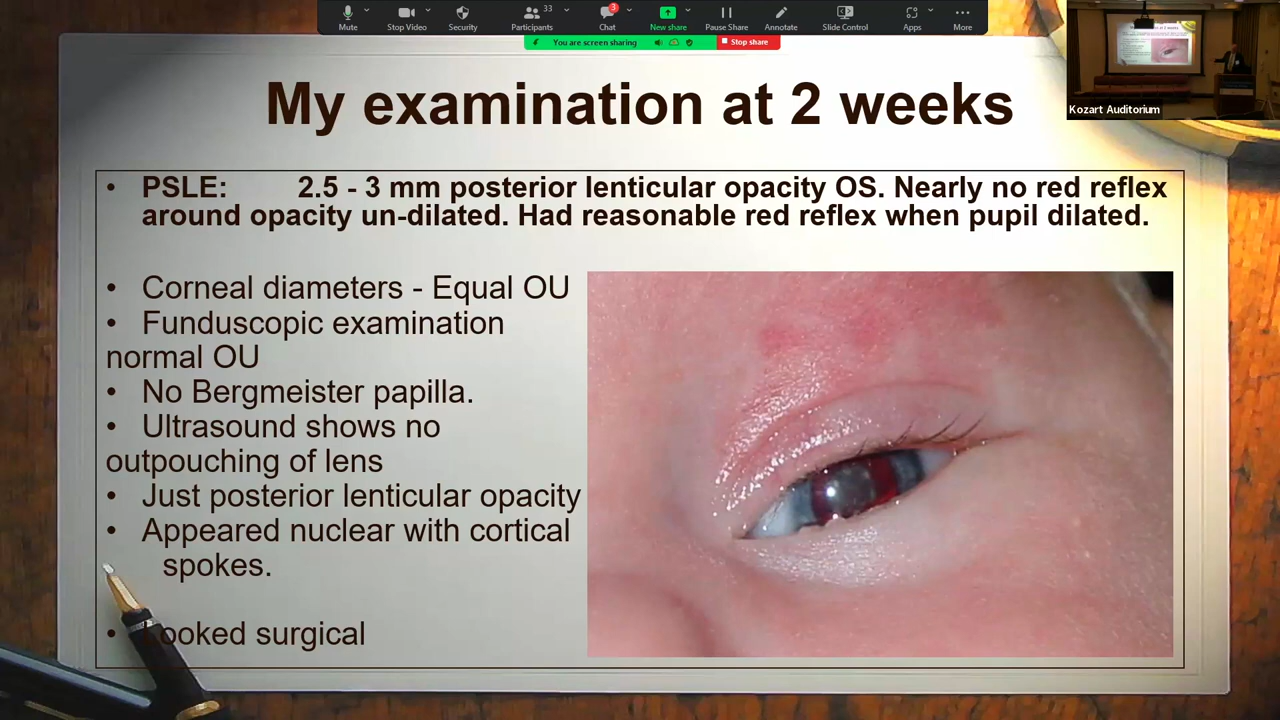 Mute
Stop Video
Security
Participants
33
Chat
3
New share
Pause Share
Annotate
Slide Control
Apps
More
You are screen sharing
Stop share
Kozart Auditorium
My examination at 2 weeks
• PSLE: 2.5 - 3 mm posterior lenticular opacity OS. Nearly no red reflex
around opacity un-dilated. Had reasonable red reflex when pupil dilated.
• Corneal diameters - Equal OU
• Funduscopic examination
normal OU
• No Bergmeister papilla.
• Ultrasound shows no
outpouching of lens
• Just posterior lenticular opacity
• Appeared nuclear with cortical
spokes.
• Looked surgical